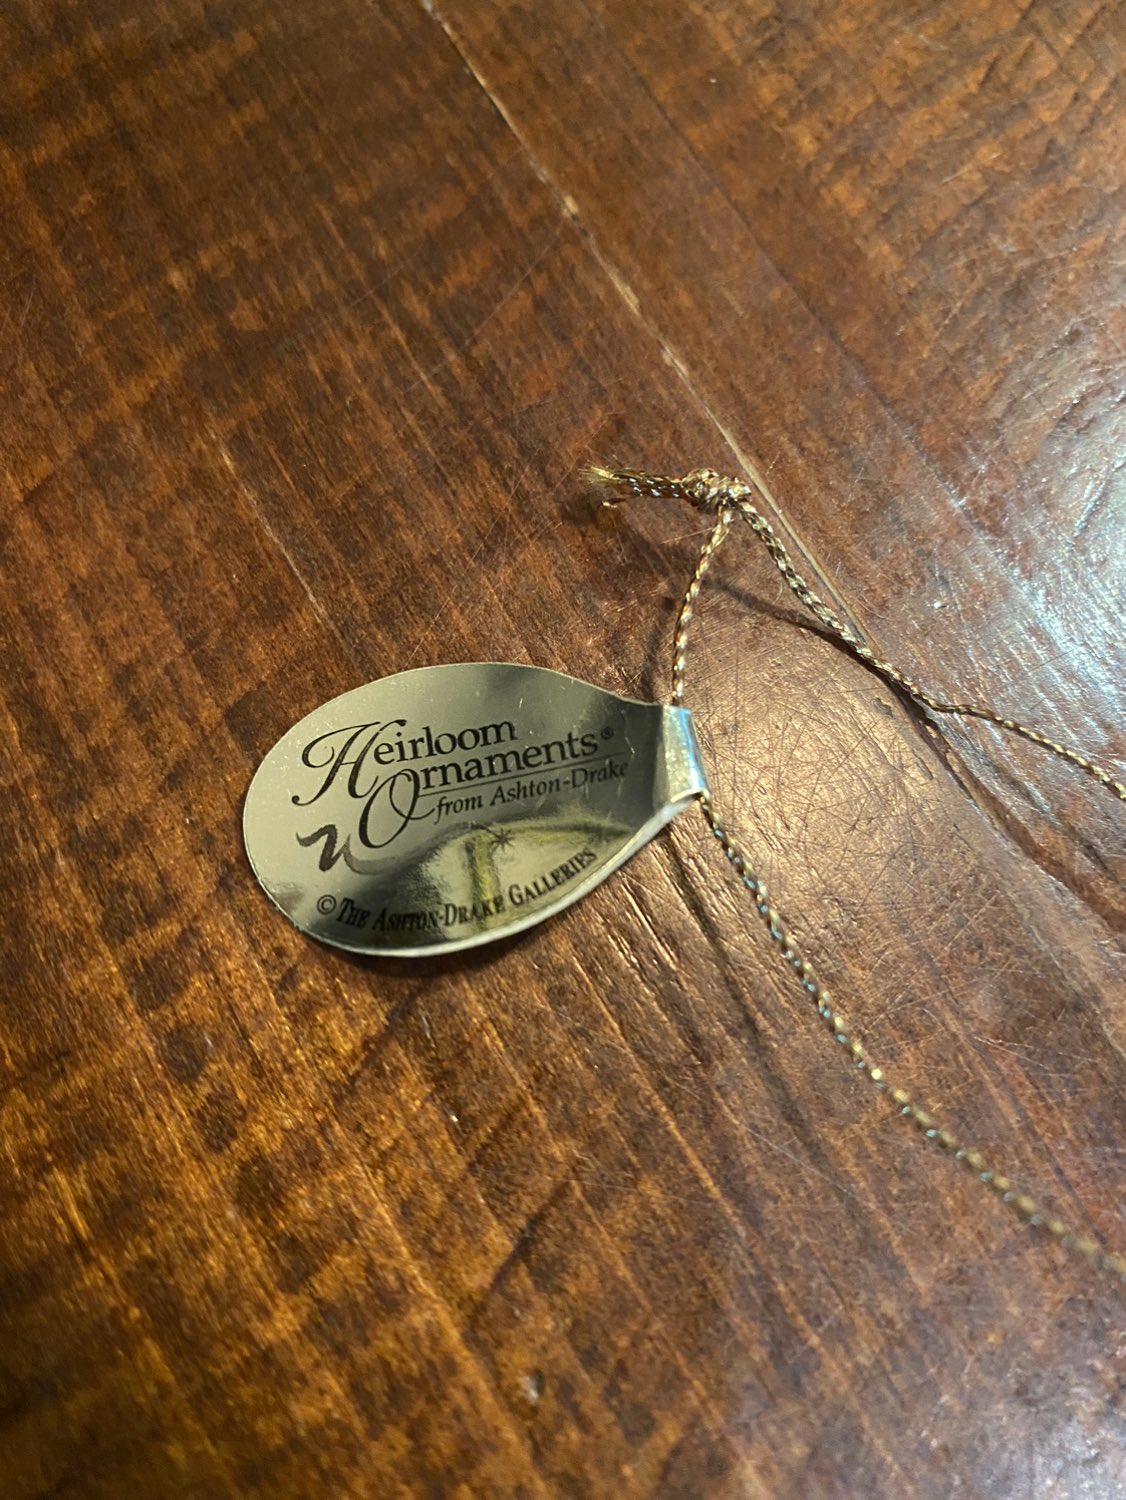 Heirloom
Ornaments®
from Ashton-Drake
© THE ASHTON-DRAKE GALLERIES